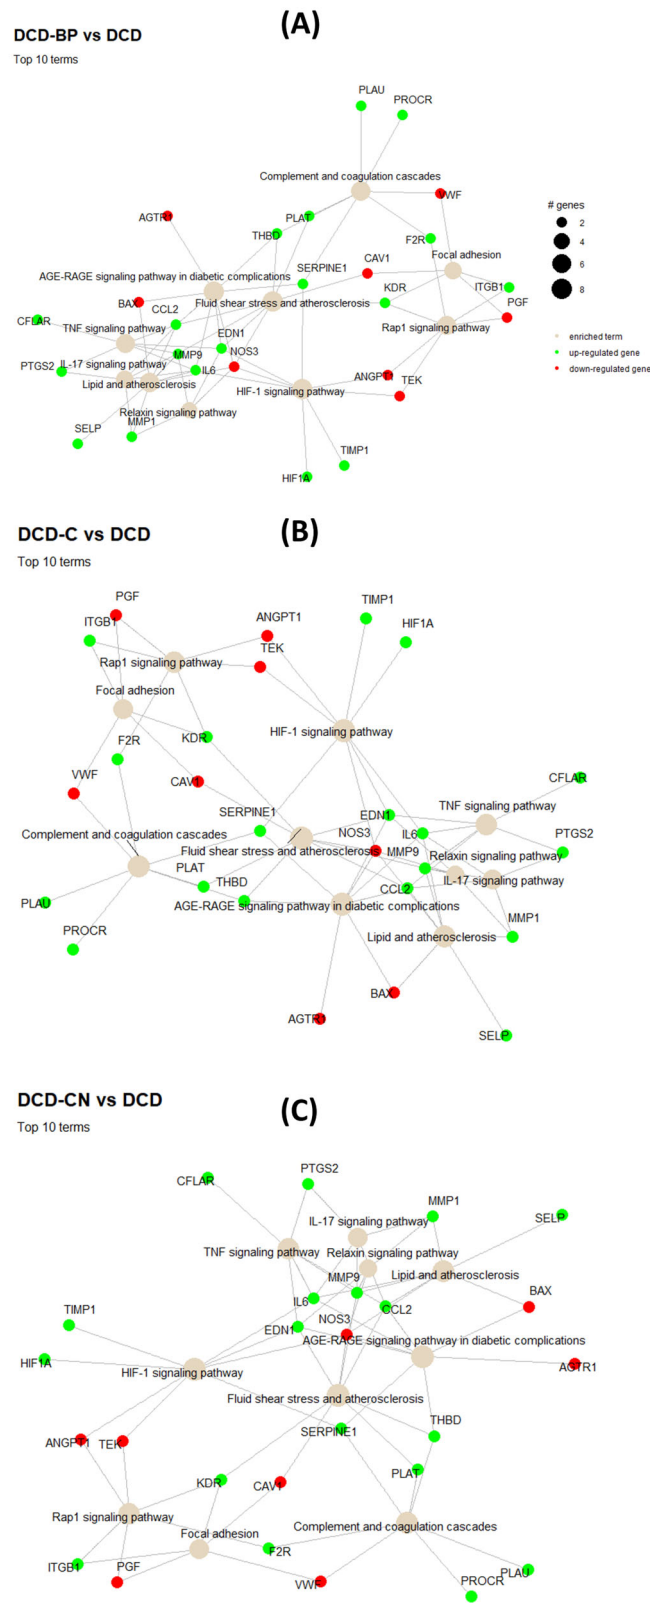 (A)
DCD-BP vs DCD
Top 10 terms
PLAU
PROCR
Complement and coagulation cascades
VWF
# genes
2
4
6
8
AGTR1
PLAT
THBD
F2R
CAV1
Focal adhesion
SERPINE1
AGE-RAGE signaling pathway in diabetic complications
KDR
ITGB1
BAX
Fluid shear stress and atherosclerosis
PGF
CCL2
CFLAR
TNF signaling pathway
Rap1 signaling pathway
EDN1
enriched term
up-regulated gene
down-regulated gene
MMP9
NOS3
PTGS2
IL-17 signaling pathway
IL6
ANGPT1
TEK
Lipid and atherosclerosis
HIF-1 signaling pathway
Relaxin signaling pathway
SELP
MMP1
TIMP1
HIF1A
DCD-C vs DCD
(B)
Top 10 terms
PGF
TIMP1
ITGB1
ANGPT1
HIF1A
TEK
Rap1 signaling pathway
Focal adhesion
HIF-1 signaling pathway
F2R
KDR
VWF
CAV1
CFLAR
SERPINE1
EDN1
TNF signaling pathway
Complement and coagulation cascades
NOS3
IL6
PTGS2
Fluid shear stress and atherosclerosis
MMP9
Relaxin signaling pathway
PLAT
THBD
CCL2
IL-17 signaling pathway
PLAU
AGE-RAGE signaling pathway in diabetic complications
MMP1
PROCR
Lipid and atherosclerosis
BAX
AGTR1
SELP
DCD-CN vs DCD
(C)
Top 10 terms
PTGS2
CFLAR
MMP1
IL-17 signaling pathway
SELP
TNF signaling pathway
Relaxin signaling pathway
Lipid and atherosclerosis
MMP9
BAX
IL6
TIMP1
NOS3
CCL2
EDN1
AGE-RAGE signaling pathway in diabetic complications
HIF1A
HIF-1 signaling pathway
AGTR1
Fluid shear stress and atherosclerosis
THBD
SERPINE1
ANGPT1
TEK
PLAT
KDR
CAV1
Rap1 signaling pathway
Complement and coagulation cascades
Focal adhesion
F2R
ITGB1
PGF
VWF
PLAU
PROCR